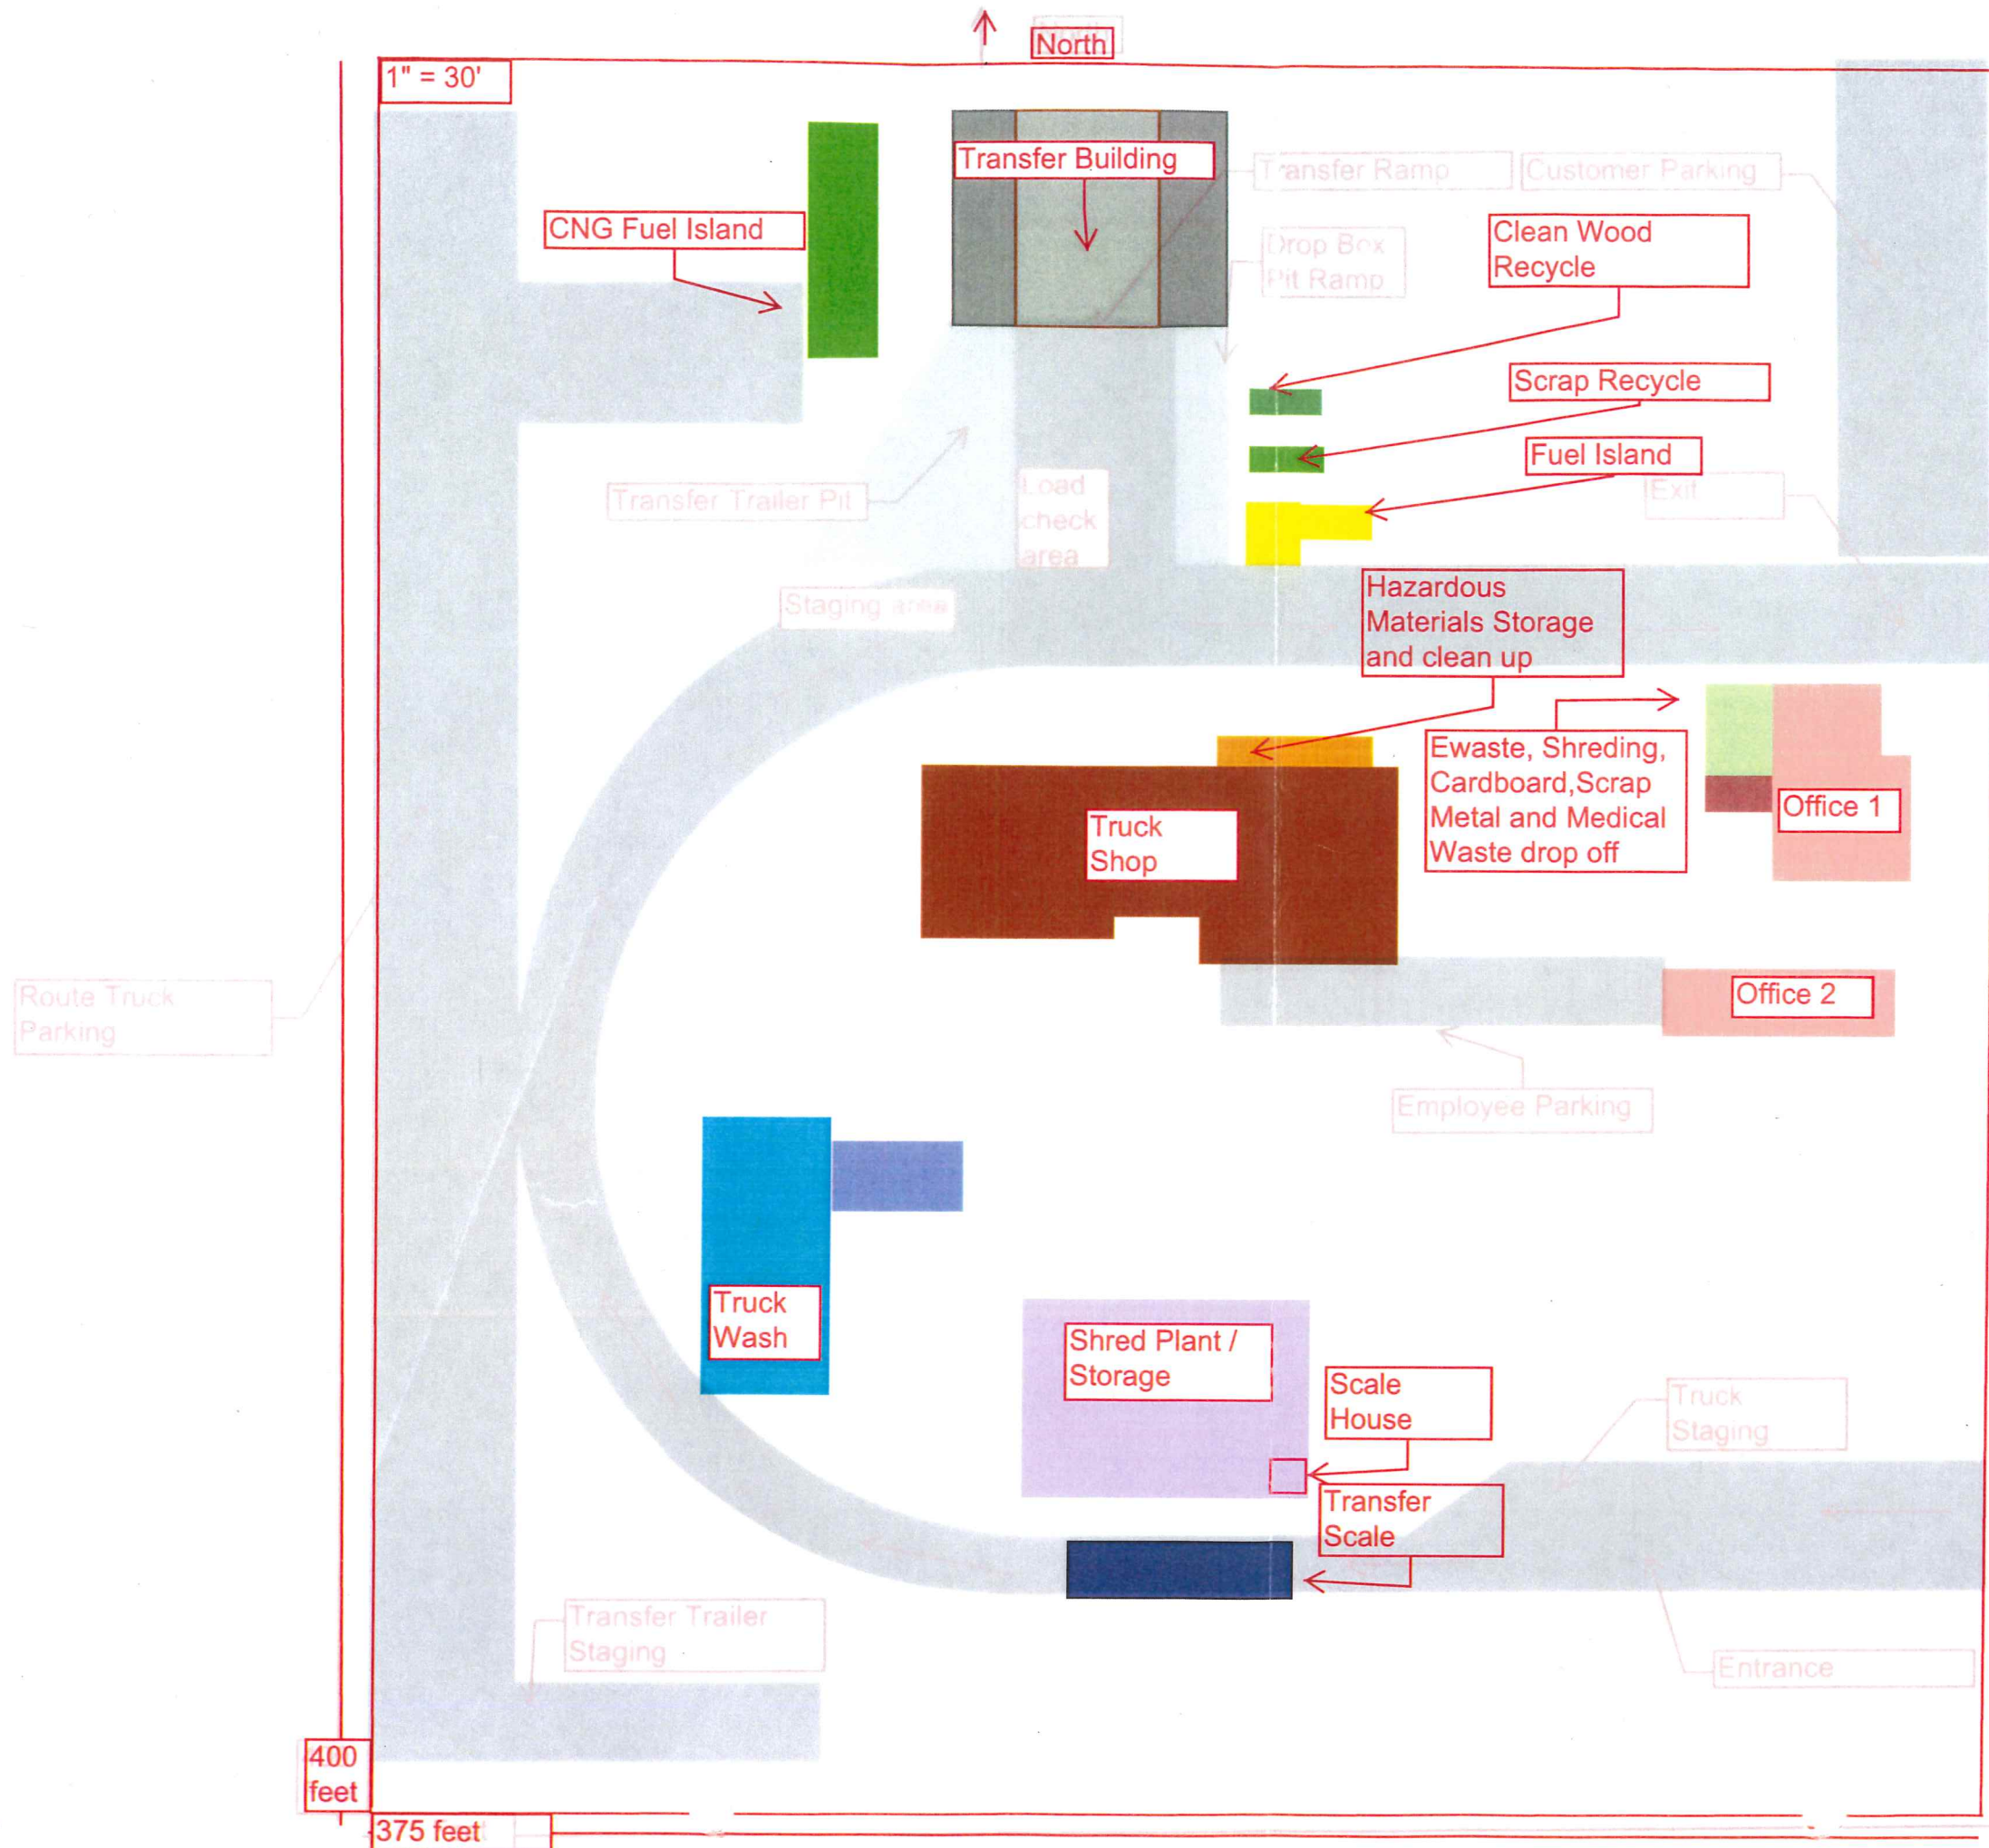 North
1" = 30'
Transfer Building
Transfer Ramp
Customer Parking
CNG Fuel Island
Drop Box
Pit Ramp
Clean Wood
Recycle
Scrap Recycle
Fuel Island
Exit
Transfer Trailer Pit
Load
check
area
Staging area
Hazardous
Materials Storage
and clean up
Ewaste, Shreding,
Cardboard,Scrap
Metal and Medical
Waste drop off
Office 1
Truck
Shop
Office 2
Route Truck
Parking
Employee Parking
Truck
Wash
Shred Plant /
Storage
Scale
House
Truck
Staging
Transfer
Scale
Transfer Trailer
Staging
Entrance
400
feet
375 feet